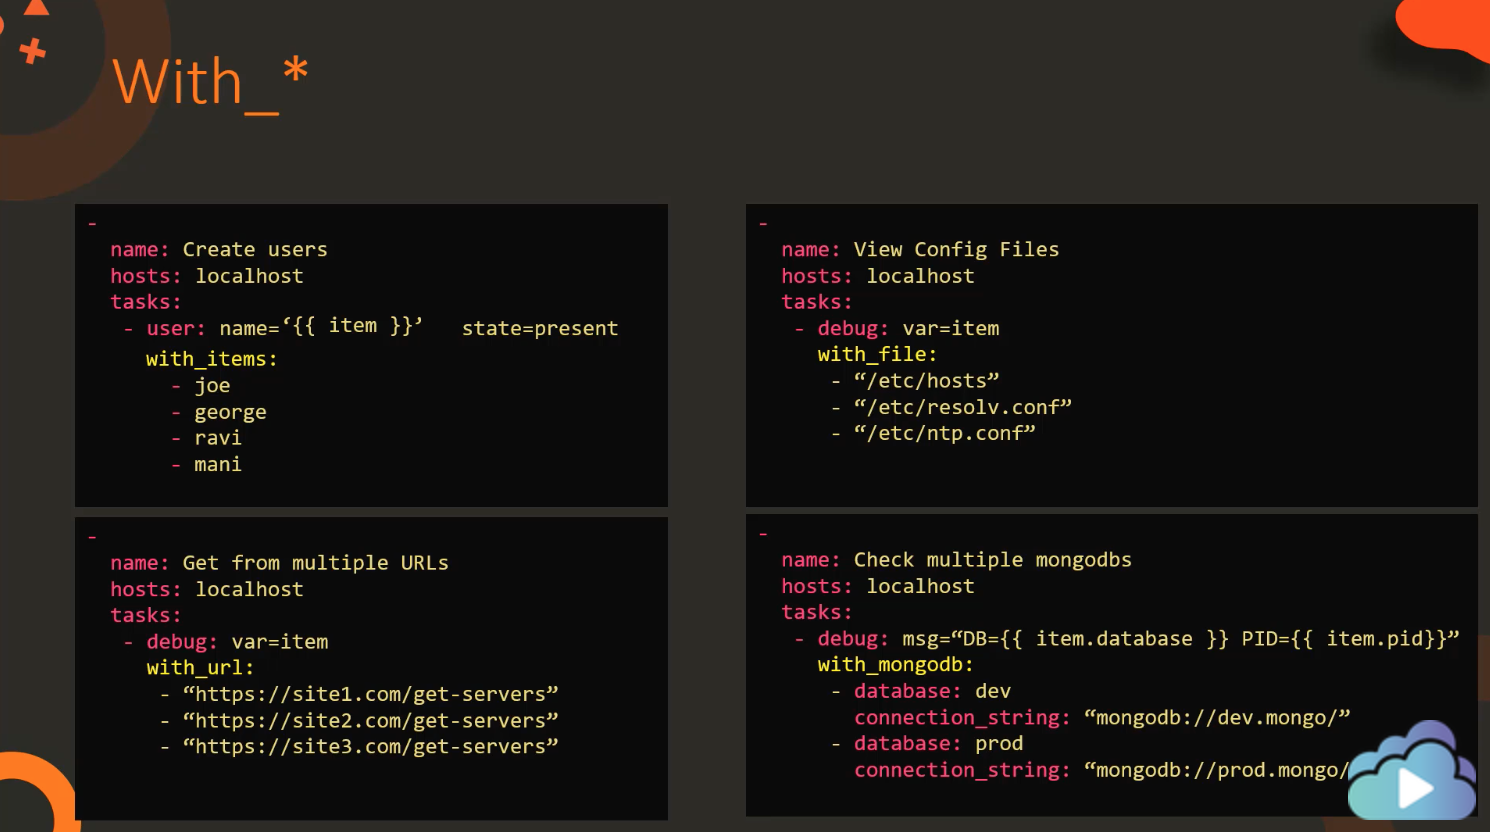 With_*
-
name: Create users
hosts: localhost
tasks:
- user: name=‘{{ item }}’ state=present
with_items:
- joe
- george
- ravi
- mani
-
name: View Config Files
hosts: localhost
tasks:
- debug: var=item
with_file:
- “/etc/hosts”
- “/etc/resolv.conf”
- “/etc/ntp.conf”
-
name: Get from multiple URLs
hosts: localhost
tasks:
- debug: var=item
with_url:
- “https://site1.com/get-servers”
- “https://site2.com/get-servers”
- “https://site3.com/get-servers”
-
name: Check multiple mongodbs
hosts: localhost
tasks:
- debug: msg=“DB={{ item.database }} PID={{ item.pid}}”
with_mongodb:
- database: dev
connection_string: “mongodb://dev.mongo/”
- database: prod
connection_string: “mongodb://prod.mongo/